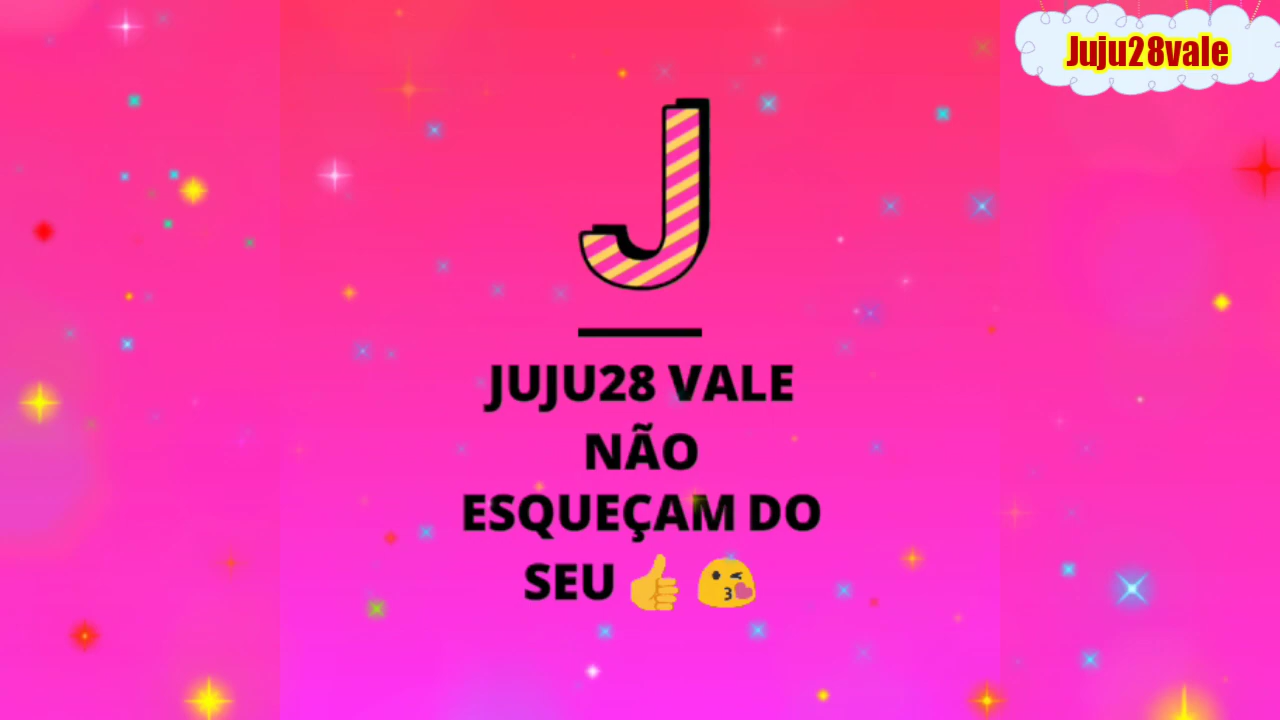 Juju28vale
J
JUJU28 VALE
NÃO
ESQUEÇAM DO
SEU 👍 😘